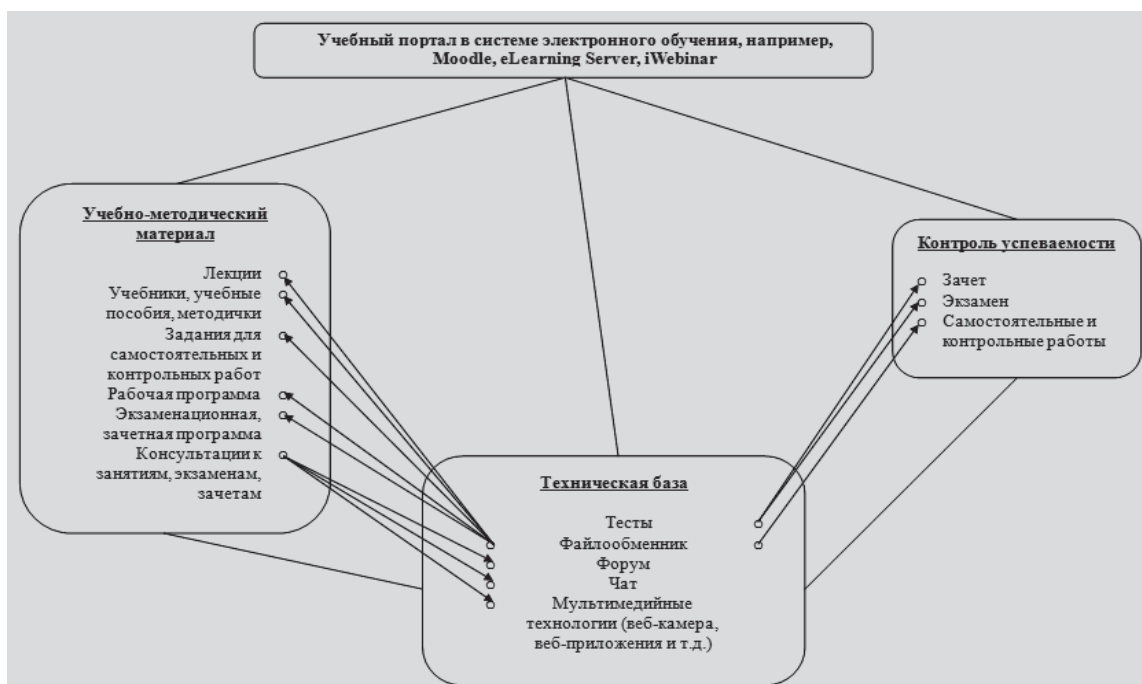 Учебный портал в системе электронного обучения, например,
Moodle, eLearning Server, iWebinar
Учебно-методический
материал
Лекции
Учебники, учебные
пособия, методички
Задания для
самостоятельных и
контрольных работ
Рабочая программа
Экзаменационная,
зачетная программа
Консультации к
занятиям, экзаменам,
зачетам
Контроль успеваемости
Зачет
Экзамен
Самостоятельные и
контрольные работы
Техническая база
Тесты
Файлообменник
Форум
Чат
Мультимедийные
технологии (веб-камера,
веб-приложения и т.д.)